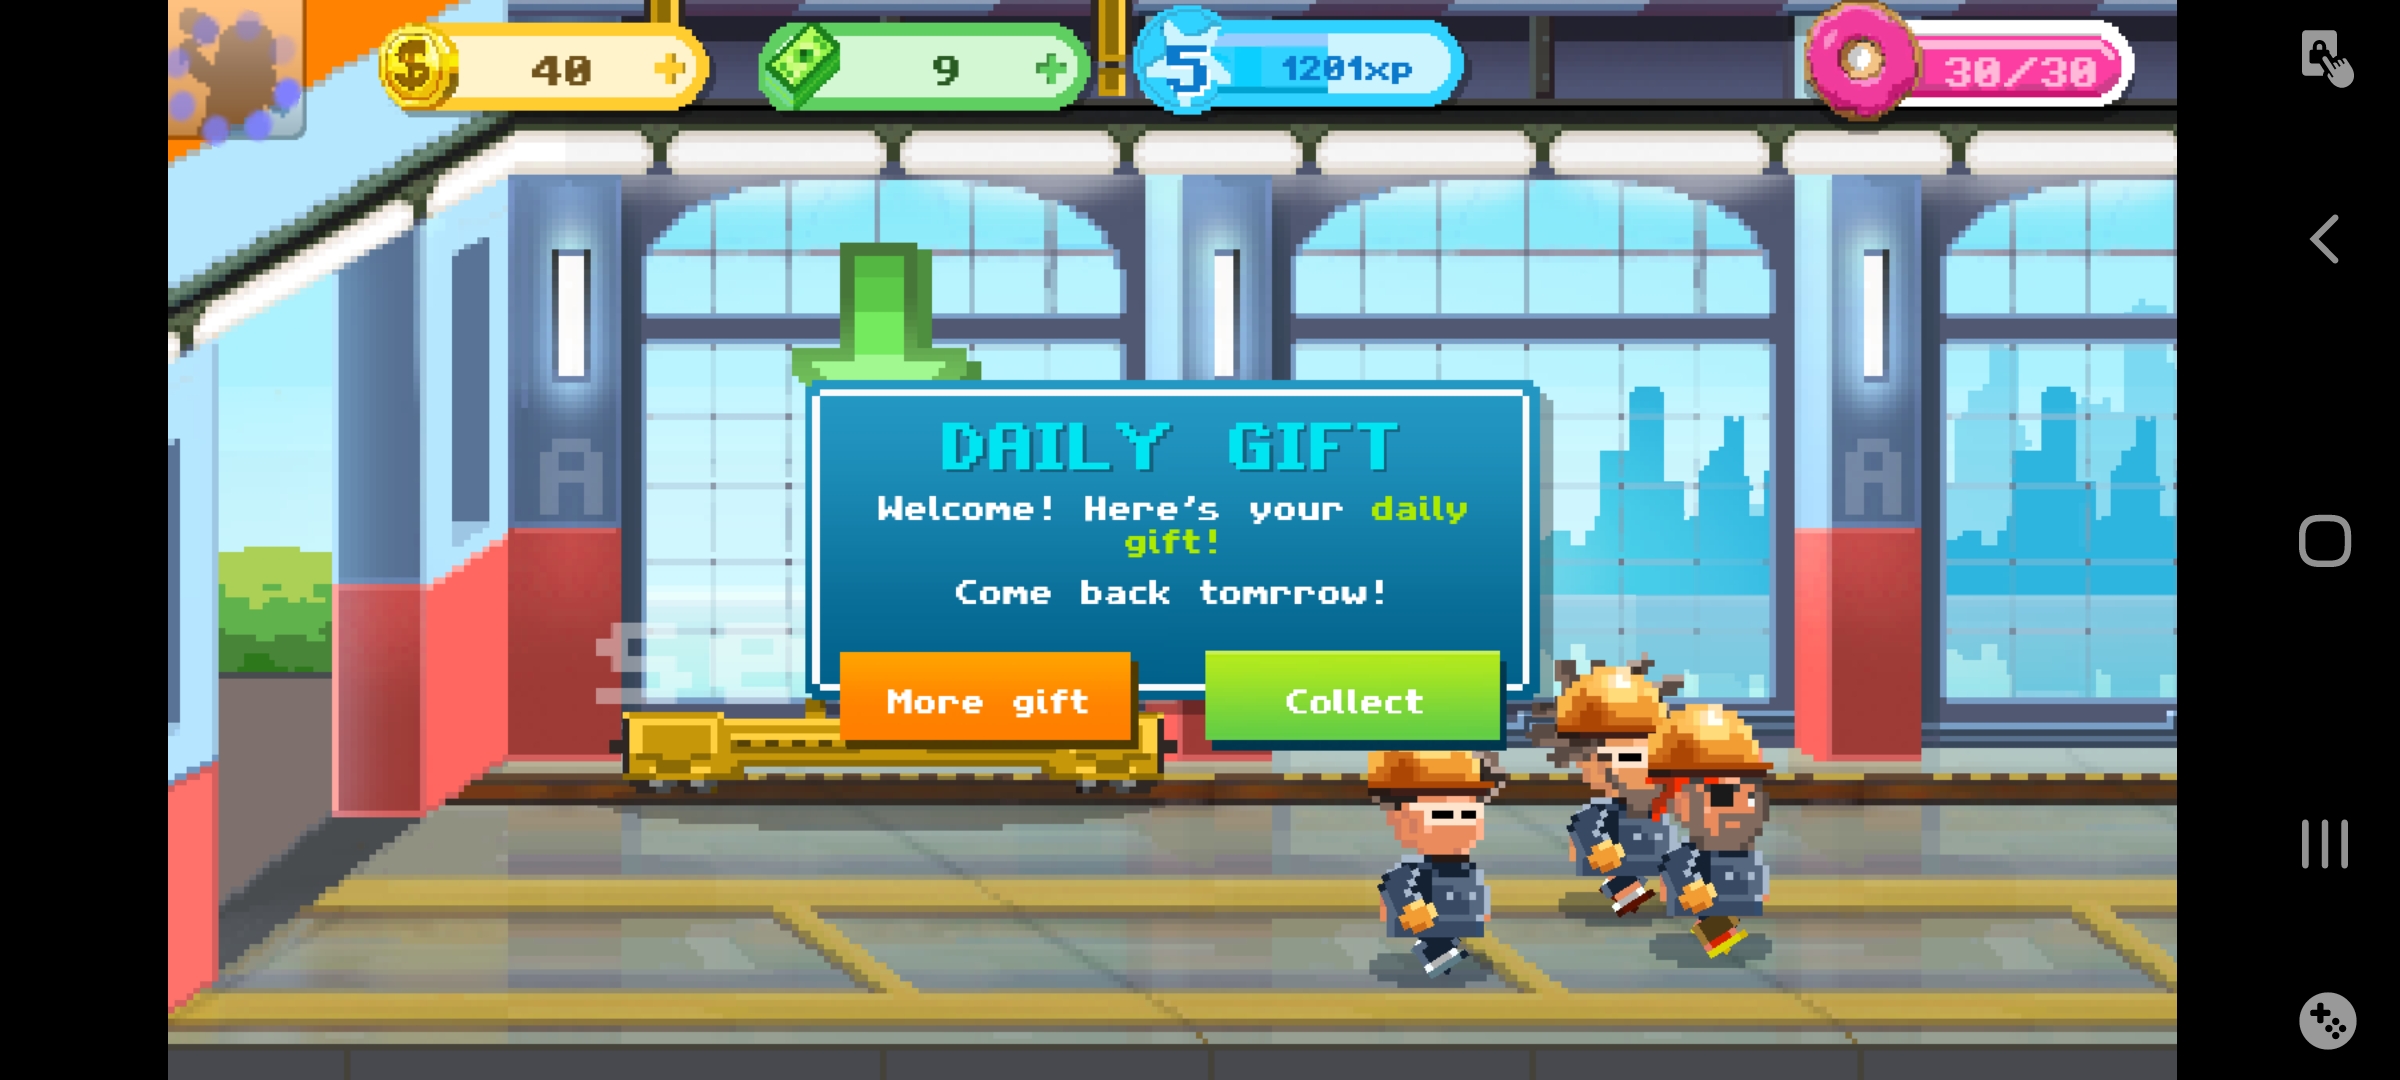 40
9
5
1201xp
30/30
A
A
DAILY GIFT
Welcome! Here's your daily
gift!
Come back tomrrow!
More gift
Collect